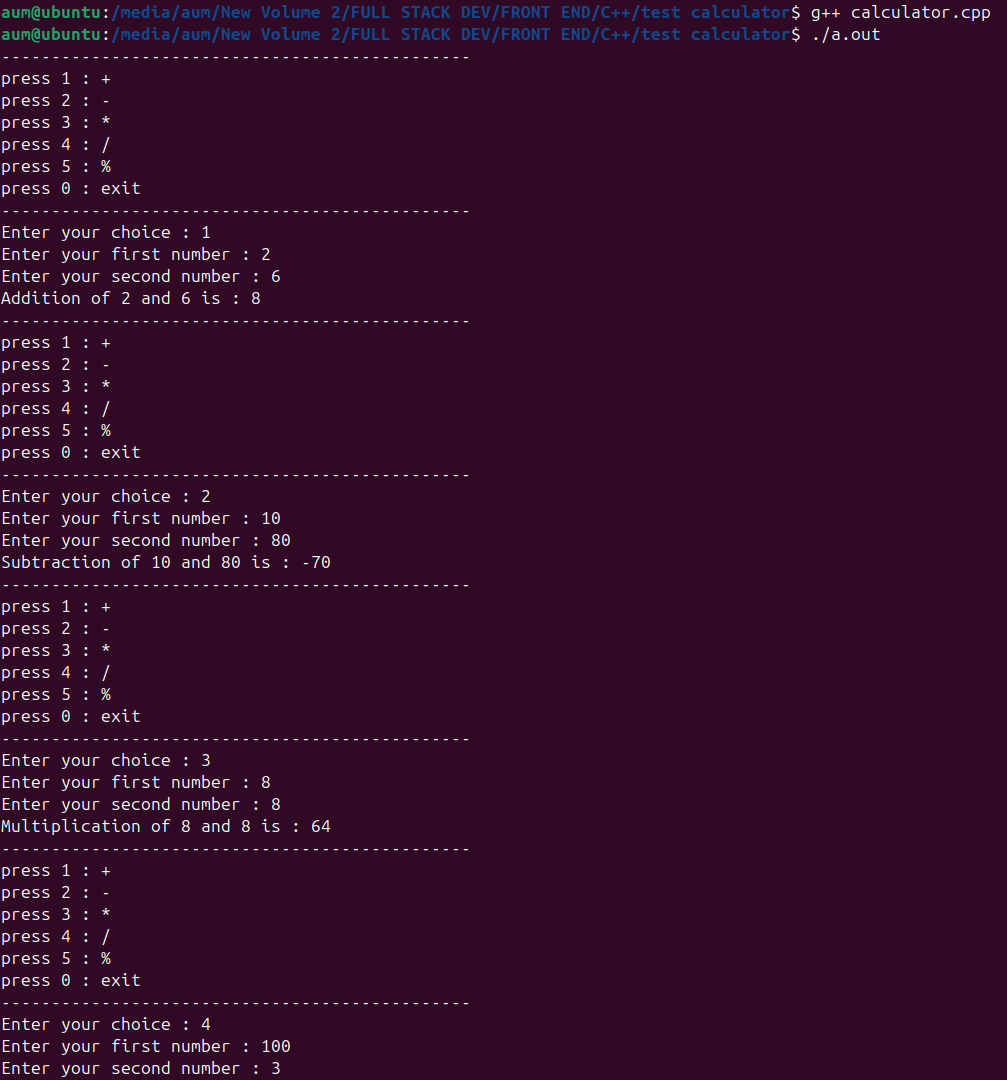 aum@ubuntu:/media/aum/New Volume 2/FULL STACK DEV/FRONT END/C++/test calculator$ g++ calculator.cpp
aum@ubuntu:/media/aum/New Volume 2/FULL STACK DEV/FRONT END/C++/test calculator$ ./a.out
-----------------------------------------------
press 1 : +
press 2 : -
press 3 : *
press 4 : /
press 5 : %
press 0 : exit
-----------------------------------------------
Enter your choice : 1
Enter your first number : 2
Enter your second number : 6
Addition of 2 and 6 is : 8
-----------------------------------------------
press 1 : +
press 2 : -
press 3 : *
press 4 : /
press 5 : %
press 0 : exit
-----------------------------------------------
Enter your choice : 2
Enter your first number : 10
Enter your second number : 80
Subtraction of 10 and 80 is : -70
-----------------------------------------------
press 1 : +
press 2 : -
press 3 : *
press 4 : /
press 5 : %
press 0 : exit
-----------------------------------------------
Enter your choice : 3
Enter your first number : 8
Enter your second number : 8
Multiplication of 8 and 8 is : 64
-----------------------------------------------
press 1 : +
press 2 : -
press 3 : *
press 4 : /
press 5 : %
press 0 : exit
-----------------------------------------------
Enter your choice : 4
Enter your first number : 100
Enter your second number : 3